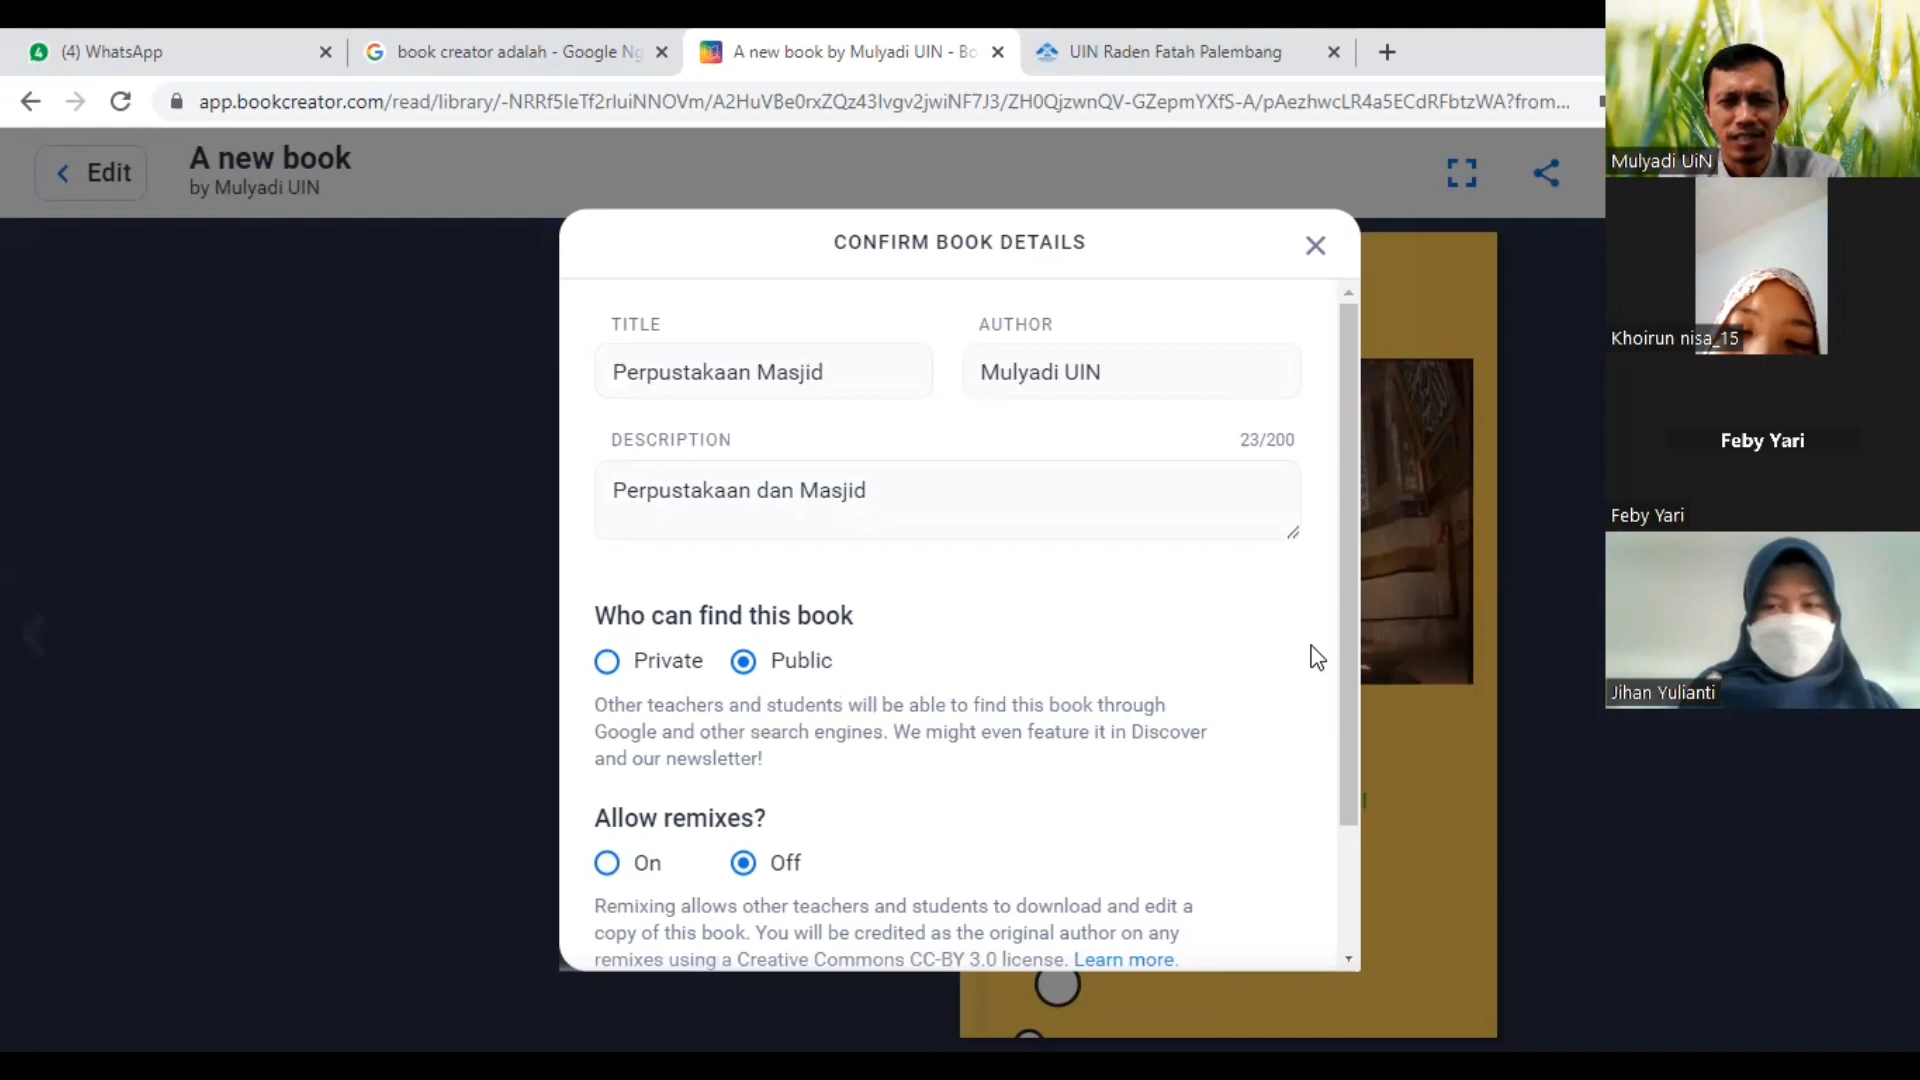 (4) WhatsApp
book creator adalah - Google
A new book by Mulyadi UIN - Bo
UIN Raden Fatah Palembang
app.bookcreator.com/read/library/-NRRf5IeTf2rIuiNNOVm/A2HuVBe0rxZQz43Ivgv2jwiNF7J3/ZH0QjzwnQV-GZepmYXfS-A/pAezhwcLR4a5ECdRFbtzWA?from...
Edit
A new book
by Mulyadi UIN
CONFIRM BOOK DETAILS
TITLE
AUTHOR
Perpustakaan Masjid
Mulyadi UIN
DESCRIPTION
23/200
Perpustakaan dan Masjid
Who can find this book
Private
Public
Other teachers and students will be able to find this book through
Google and other search engines. We might even feature it in Discover
and our newsletter!
Allow remixes?
On
Off
Remixing allows other teachers and students to download and edit a
copy of this book. You will be credited as the original author on any
remixes using a Creative Commons CC-BY 3.0 license. Learn more.
Mulyadi UiN
Khoirun nisa_15
Feby Yari
Feby Yari
Jihan Yulianti